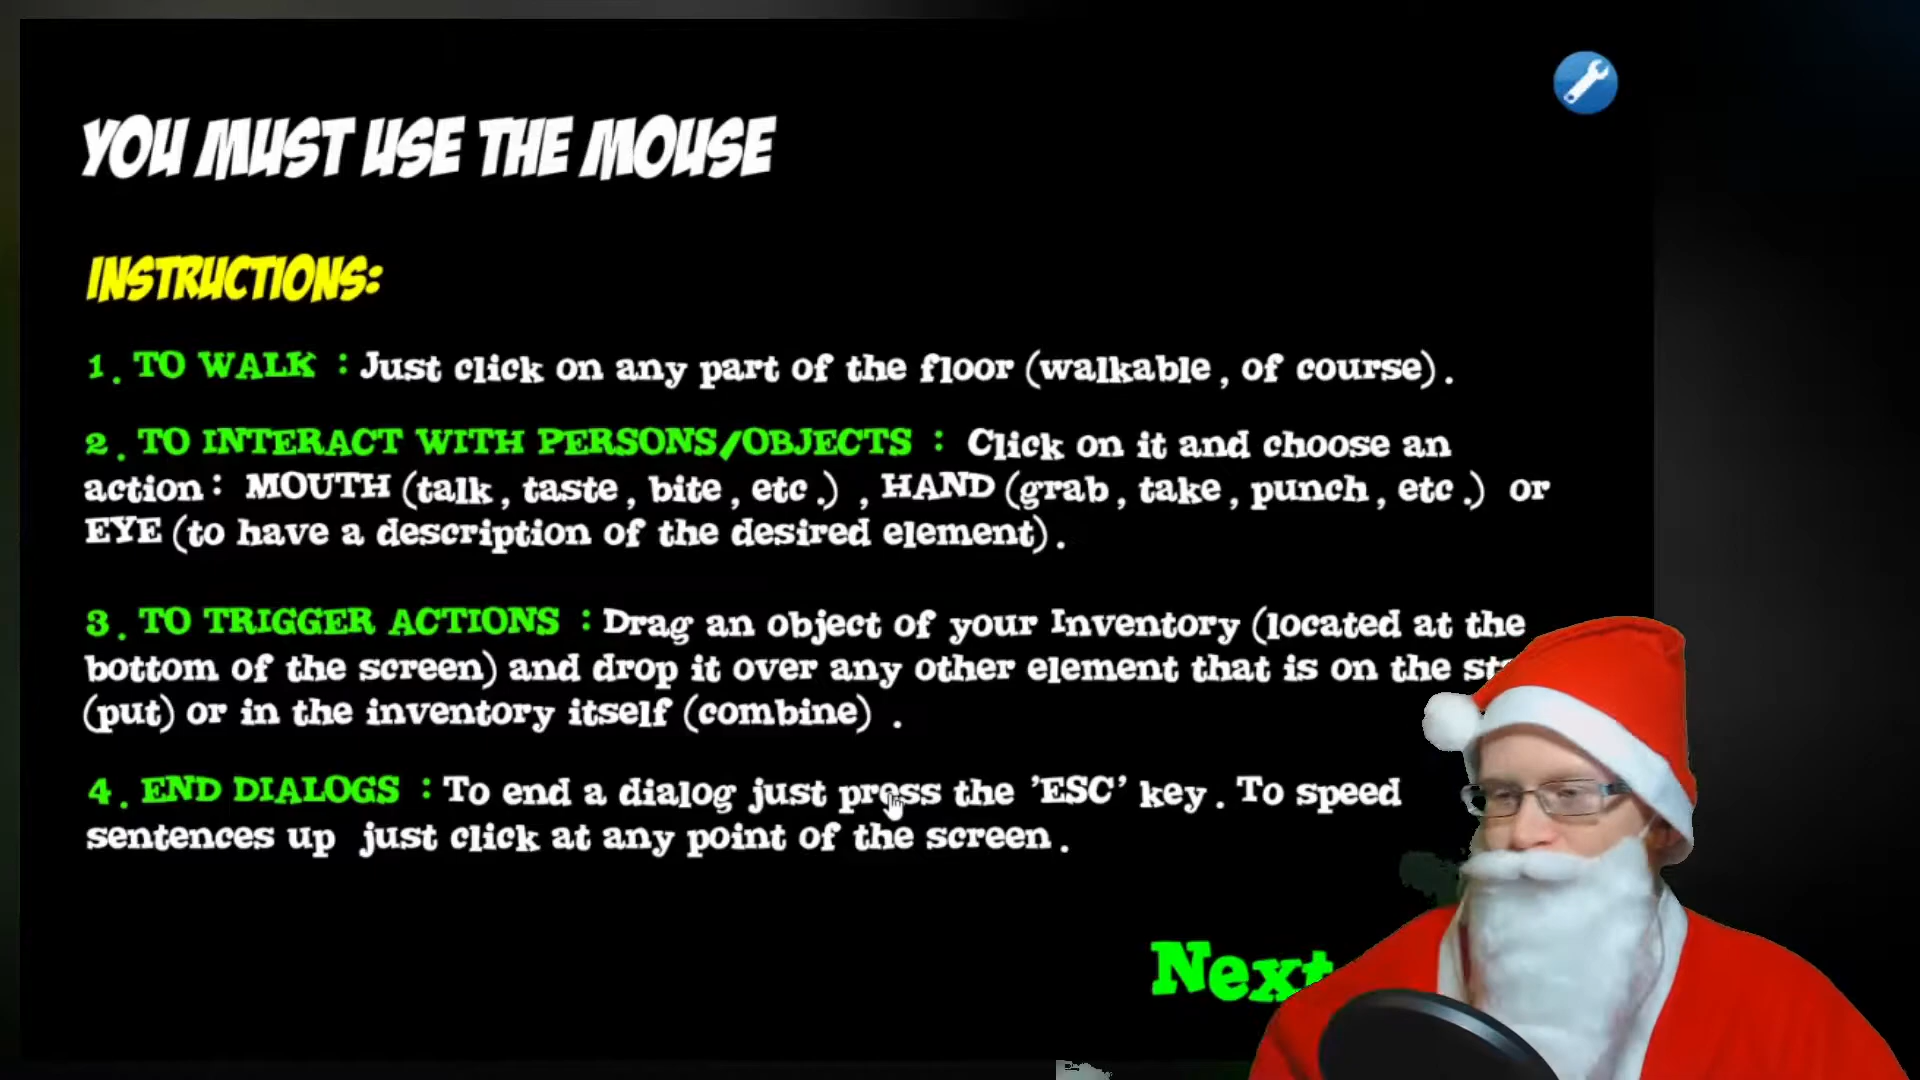 YOU MUST USE THE MOUSE
INSTRUCTIONS:
1. TO WALK : Just click on any part of the floor (walkable, of course).
2. TO INTERACT WITH PERSONS/OBJECTS : Click on it and choose an
action: MOUTH (talk, taste, bite, etc.) , HAND (grab, take, punch, etc.) or
EYE (to have a description of the desired element).
3. TO TRIGGER ACTIONS : Drag an object of your Inventory (located at the
bottom of the screen) and drop it over any other element that is on the
(put) or in the inventory itself (combine) .
4. END DIALOGS : To end a dialog just press the 'ESC' key. To speed
sentences up just click at any point of the screen.
Next